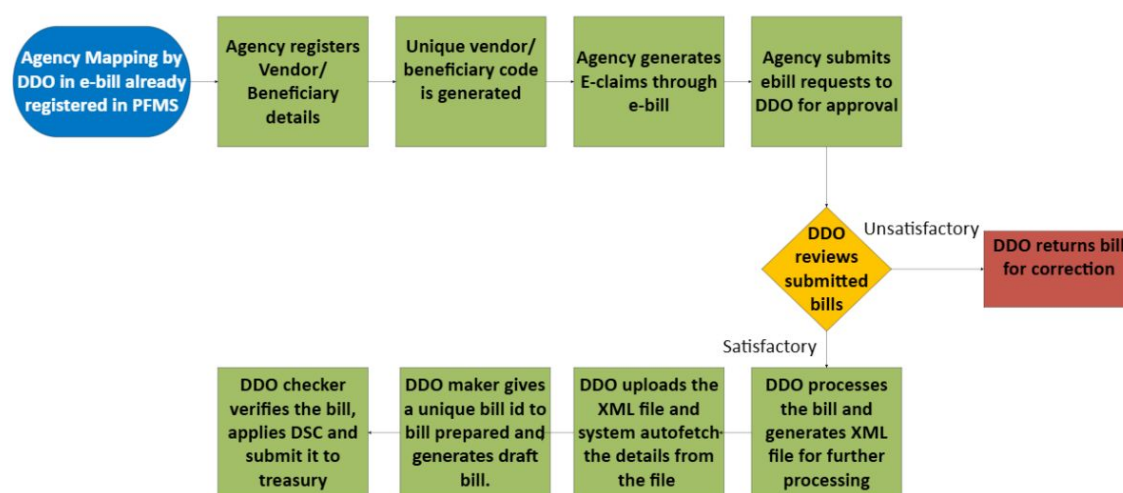 Agency Mapping by
DDO in e-bill already
registered in PFMS
Agency registers
Vendor/
Beneficiary
details
Unique vendor/
beneficiary code
is generated
Agency generates
E-claims through
e-bill
Agency submits
ebill requests to
DDO for approval
DDO
reviews
submitted
bills
Unsatisfactory
DDO returns bill
for correction
Satisfactory
DDO processes
the bill and
generates XML
file for further
processing
DDO uploads the
XML file and
system autofetch
the details from
the file
DDO maker gives
a unique bill id to
bill prepared and
generates draft
bill.
DDO checker
verifies the bill,
applies DSC and
submit it to
treasury